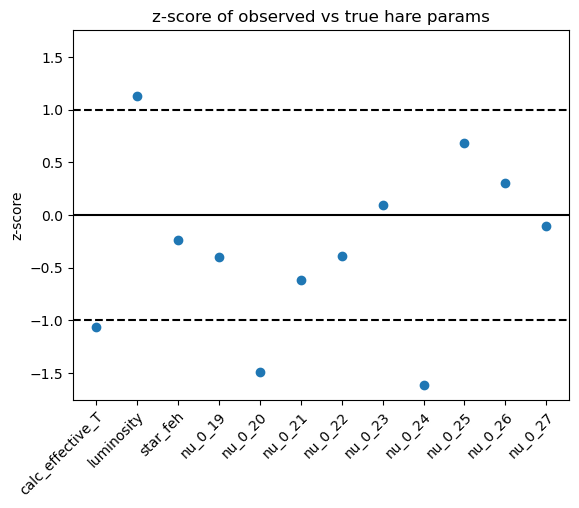 z-score of observed vs true hare params
z-score
1.5
1.0
0.5
0.0
−0.5
−1.0
−1.5
calc_effective_T
luminosity
star_feh
nu_0_19
nu_0_20
nu_0_21
nu_0_22
nu_0_23
nu_0_24
nu_0_25
nu_0_26
nu_0_27